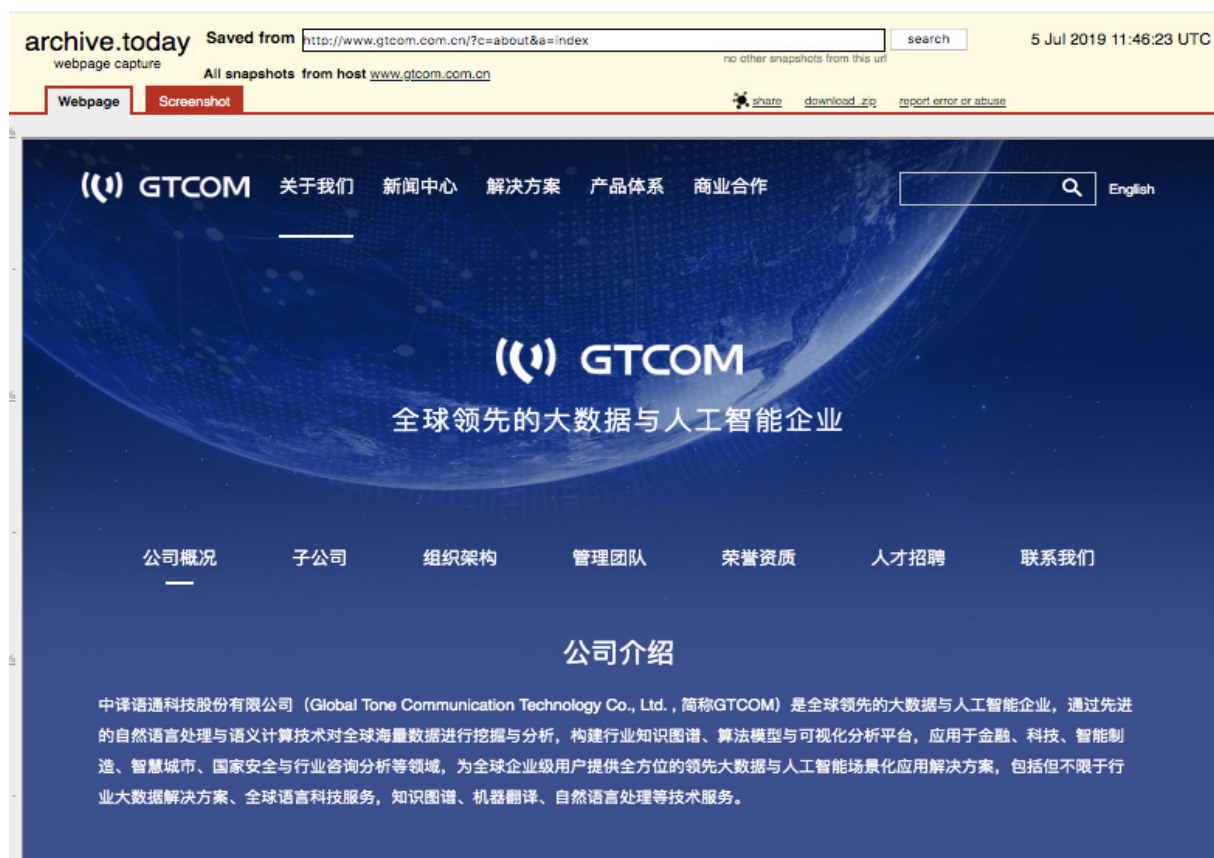 archive.today
webpage capture
Saved from http://www.gtcom.com.cn/?c=about&a=index search 5 Jul 2019 11:46:23 UTC
no other snapshots from this url
All snapshots from host www.gtcom.com.cn
Webpage Screenshot share download .zip report error or abuse
GTCOM 关于我们 新闻中心 解决方案 产品体系 商业合作 English
GTCOM
全球领先的大数据与人工智能企业
公司概况 子公司 组织架构 管理团队 荣誉资质 人才招聘 联系我们
公司介绍
中译语通科技股份有限公司（Global Tone Communication Technology Co., Ltd. , 简称GTCOM）是全球领先的大数据与人工智能企业，通过先进
的自然语言处理与语义计算技术对全球海量数据进行挖掘与分析，构建行业知识图谱、算法模型与可视化分析平台，应用于金融、科技、智能制
造、智慧城市、国家安全与行业咨询分析等领域，为全球企业级用户提供全方位的领先大数据与人工智能场景化应用解决方案，包括但不限于行
业大数据解决方案、全球语言科技服务，知识图谱、机器翻译、自然语言处理等技术服务。